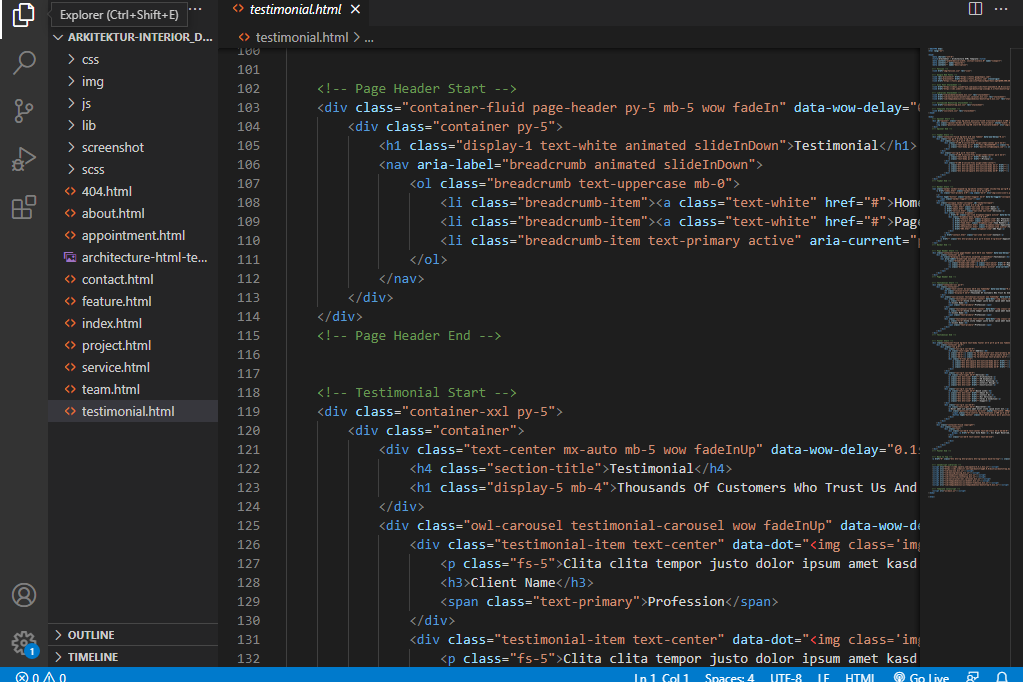 Explorer (Ctrl+Shift+E)
testimonial.html
ARKITEKTUR-INTERIOR_D...
testimonial.html > ...
css
img
js
lib
screenshot
scss
404.html
about.html
appointment.html
architecture-html-te...
contact.html
feature.html
index.html
project.html
service.html
team.html
testimonial.html
OUTLINE
TIMELINE
100
101
102 <!-- Page Header Start -->
103 <div class="container-fluid page-header py-5 mb-5 wow fadeIn" data-wow-delay="
104 <div class="container py-5">
105 <h1 class="display-1 text-white animated slideInDown">Testimonial</h1>
106 <nav aria-label="breadcrumb animated slideInDown">
107 <ol class="breadcrumb text-uppercase mb-0">
108 <li class="breadcrumb-item"><a class="text-white" href="#">Home
109 <li class="breadcrumb-item"><a class="text-white" href="#">Page
110 <li class="breadcrumb-item text-primary active" aria-current="p
111 </ol>
112 </nav>
113 </div>
114 </div>
115 <!-- Page Header End -->
116
117
118 <!-- Testimonial Start -->
119 <div class="container-xxl py-5">
120 <div class="container">
121 <div class="text-center mx-auto mb-5 wow fadeInUp" data-wow-delay="0.1s
122 <h4 class="section-title">Testimonial</h4>
123 <h1 class="display-5 mb-4">Thousands Of Customers Who Trust Us And
124 </div>
125 <div class="owl-carousel testimonial-carousel wow fadeInUp" data-wow-de
126 <div class="testimonial-item text-center" data-dot="<img class='img
127 <p class="fs-5">Clita clita tempor justo dolor ipsum amet kasd
128 <h3>Client Name</h3>
129 <span class="text-primary">Profession</span>
130 </div>
131 <div class="testimonial-item text-center" data-dot="<img class='img
132 <p class="fs-5">Clita clita tempor justo dolor ipsum amet kasd
1
0 0 Ln 1, Col 1 Spaces: 4 UTF-8 LF HTML Go Live